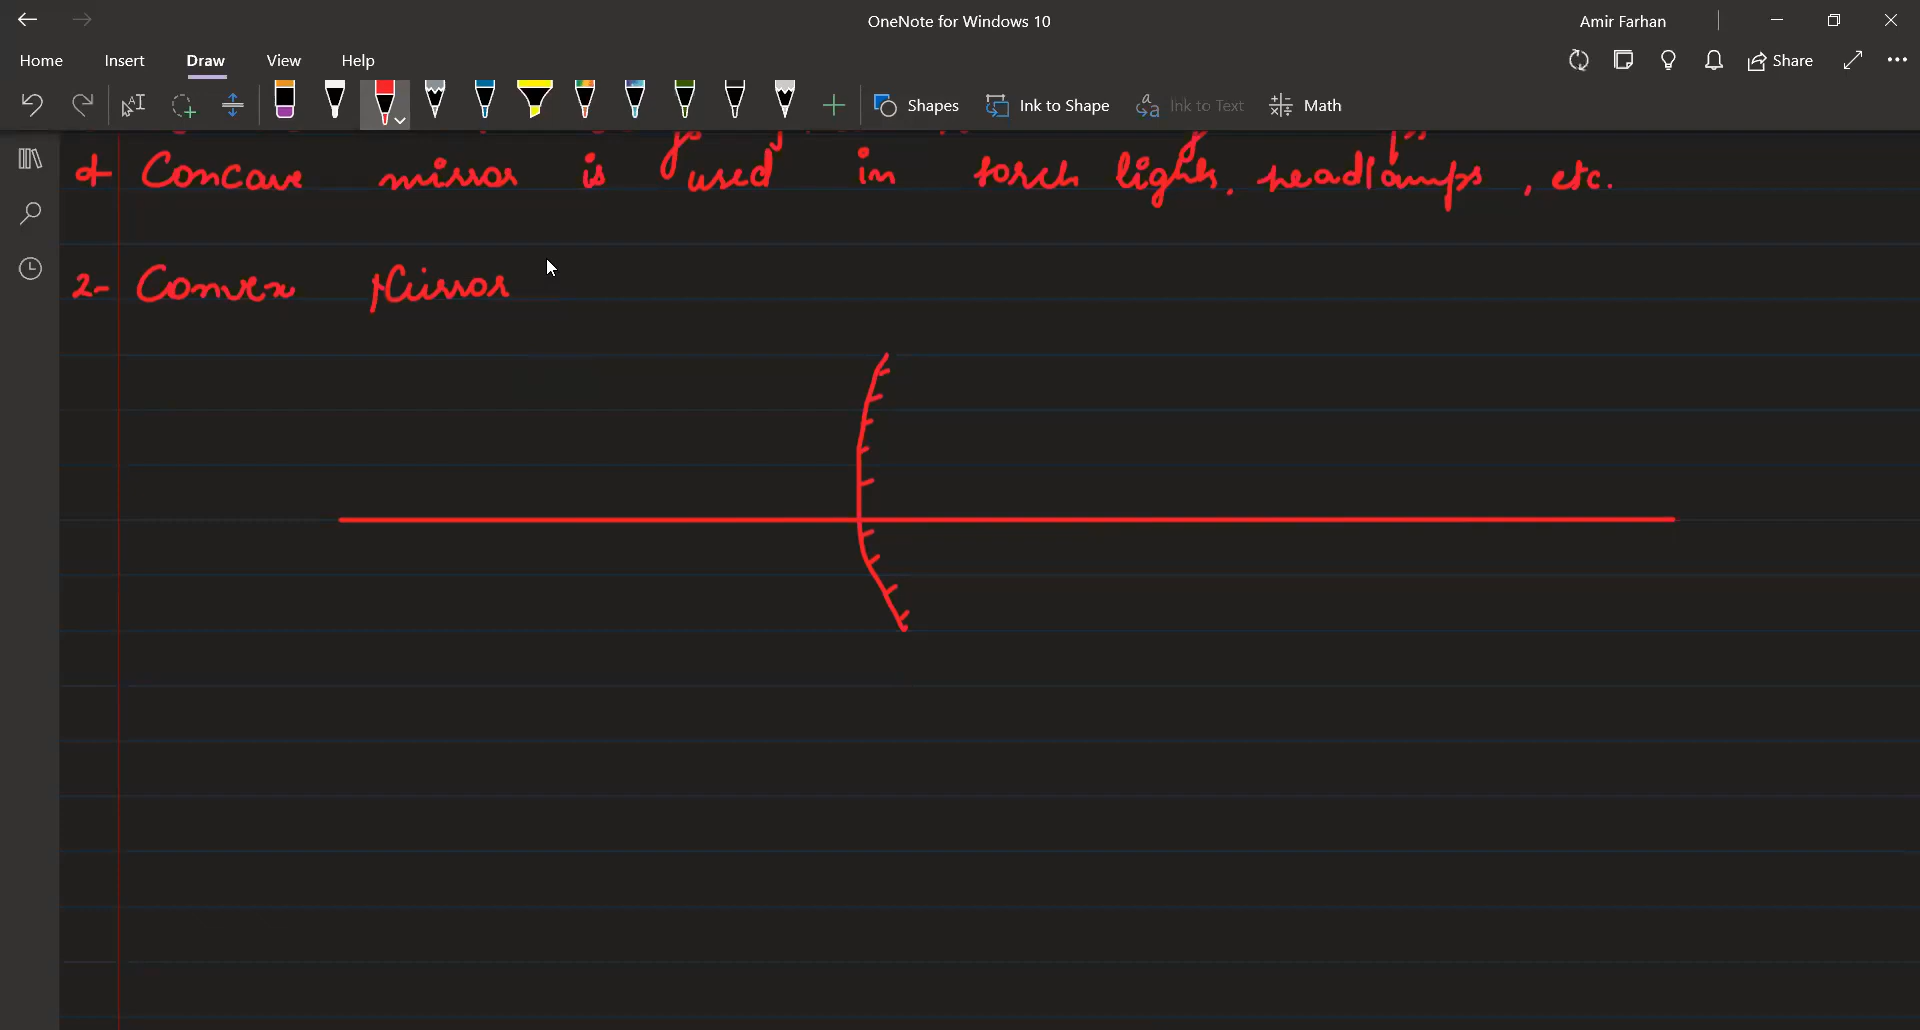 OneNote for Windows 10
Amir Farhan
Home Insert Draw View Help
Share
Shapes Ink to Shape Ink to Text Math
Concave mirror is used in torch lights, headlamps, etc.
2- Convex Mirror